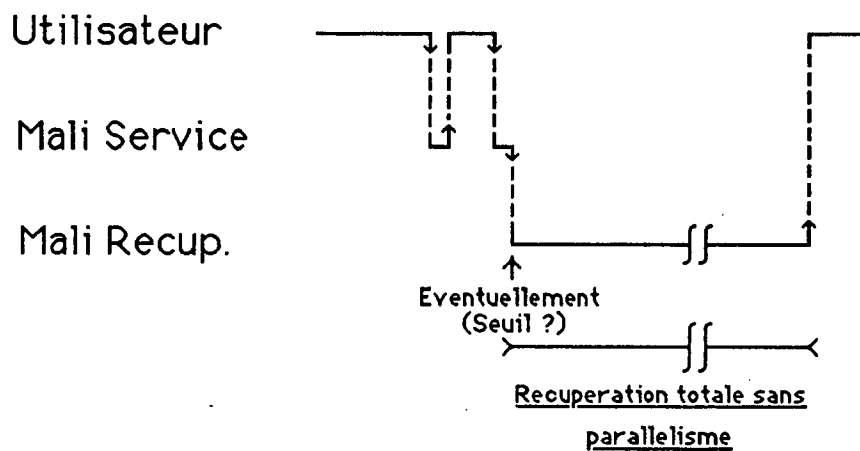 Utilisateur
Mali Service
Mali Recup.
Eventuellement
(Seuil ?)
Recuperation totale sans
parallelisme